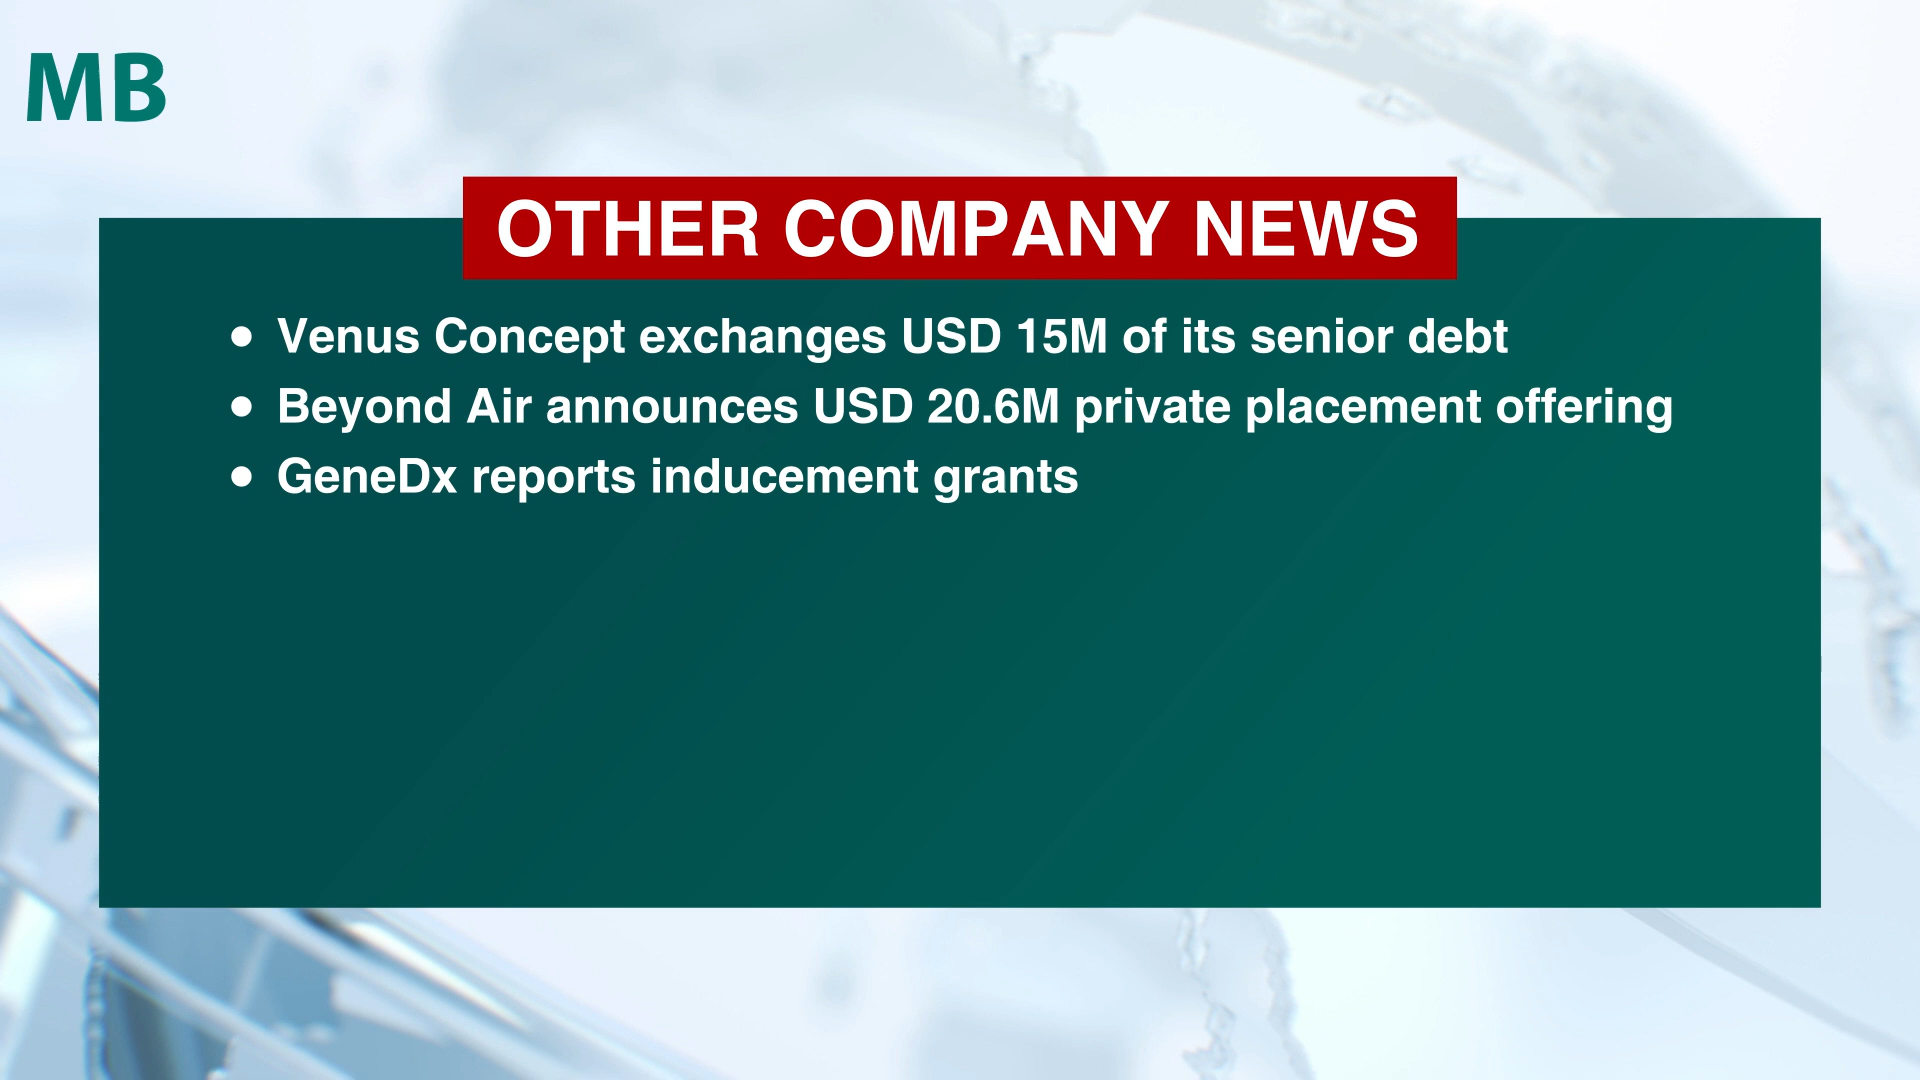 MB
OTHER COMPANY NEWS
• Venus Concept exchanges USD 15M of its senior debt
• Beyond Air announces USD 20.6M private placement offering
• GeneDx reports inducement grants